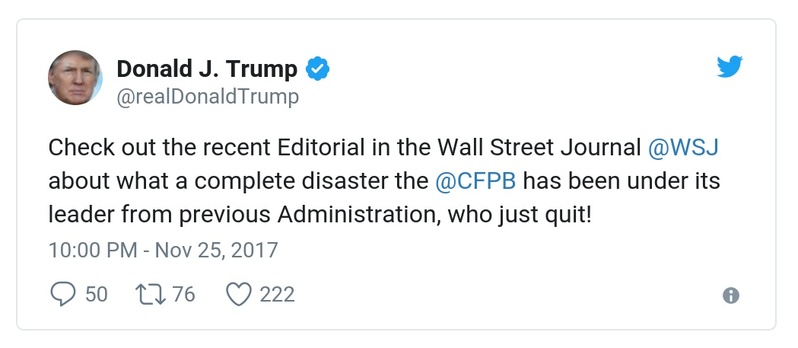 Donald J. Trump
@realDonaldTrump
Check out the recent Editorial in the Wall Street Journal @WSJ
about what a complete disaster the @CFPB has been under its
leader from previous Administration, who just quit!
10:00 PM - Nov 25, 2017
50 76 222